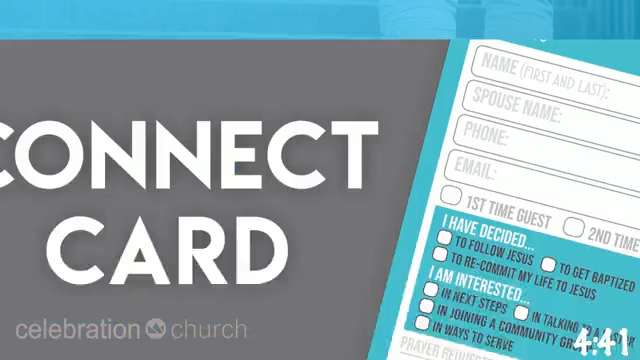 CONNECT
CARD
celebration church
NAME (FIRST AND LAST):
SPOUSE NAME:
PHONE:
EMAIL:
1ST TIME GUEST 2ND TIME
I HAVE DECIDED...
TO FOLLOW JESUS TO GET BAPTIZED
TO RE-COMMIT MY LIFE TO JESUS
I AM INTERESTED...
IN NEXT STEPS IN TALKING TO A
IN JOINING A COMMUNITY
IN WAYS TO SERVE
PRAYER
4:41